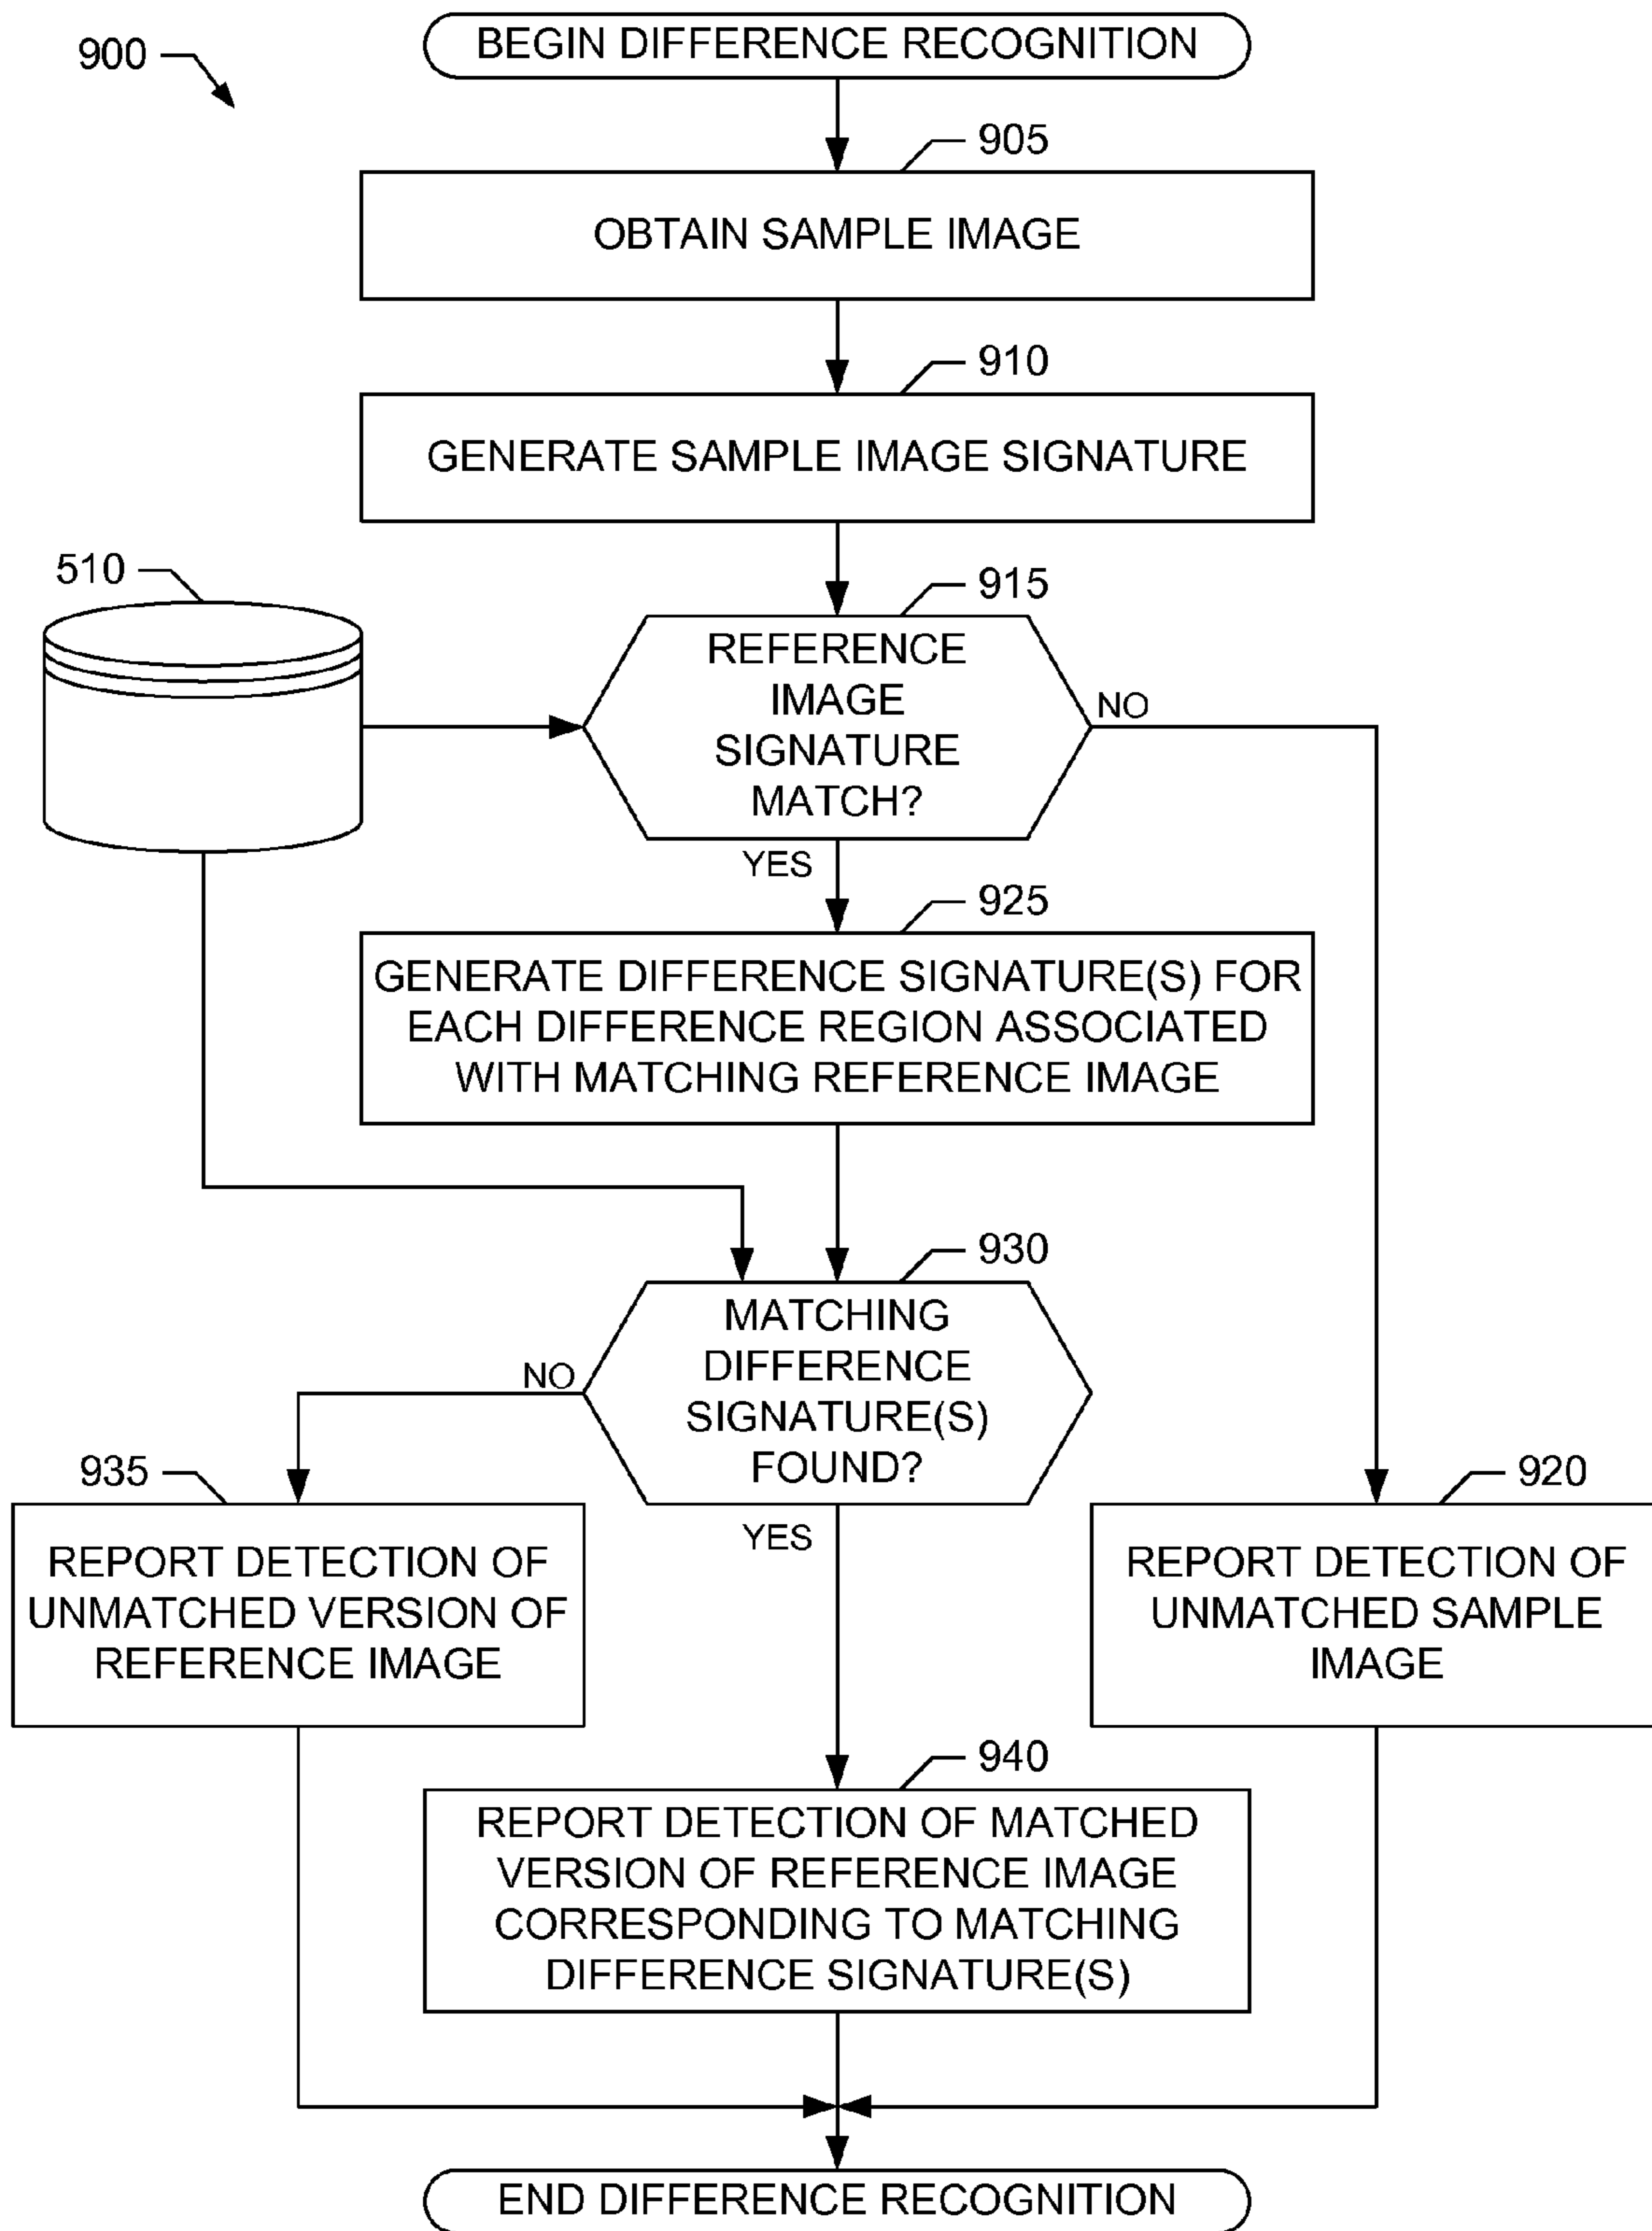 900
BEGIN DIFFERENCE RECOGNITION
905
OBTAIN SAMPLE IMAGE
910
GENERATE SAMPLE IMAGE SIGNATURE
510
915
REFERENCE
IMAGE
SIGNATURE
MATCH?
NO
YES
925
GENERATE DIFFERENCE SIGNATURE(S) FOR
EACH DIFFERENCE REGION ASSOCIATED
WITH MATCHING REFERENCE IMAGE
930
MATCHING
DIFFERENCE
SIGNATURE(S)
FOUND?
NO
YES
935
REPORT DETECTION OF
UNMATCHED VERSION OF
REFERENCE IMAGE
920
REPORT DETECTION OF
UNMATCHED SAMPLE
IMAGE
940
REPORT DETECTION OF MATCHED
VERSION OF REFERENCE IMAGE
CORRESPONDING TO MATCHING
DIFFERENCE SIGNATURE(S)
END DIFFERENCE RECOGNITION